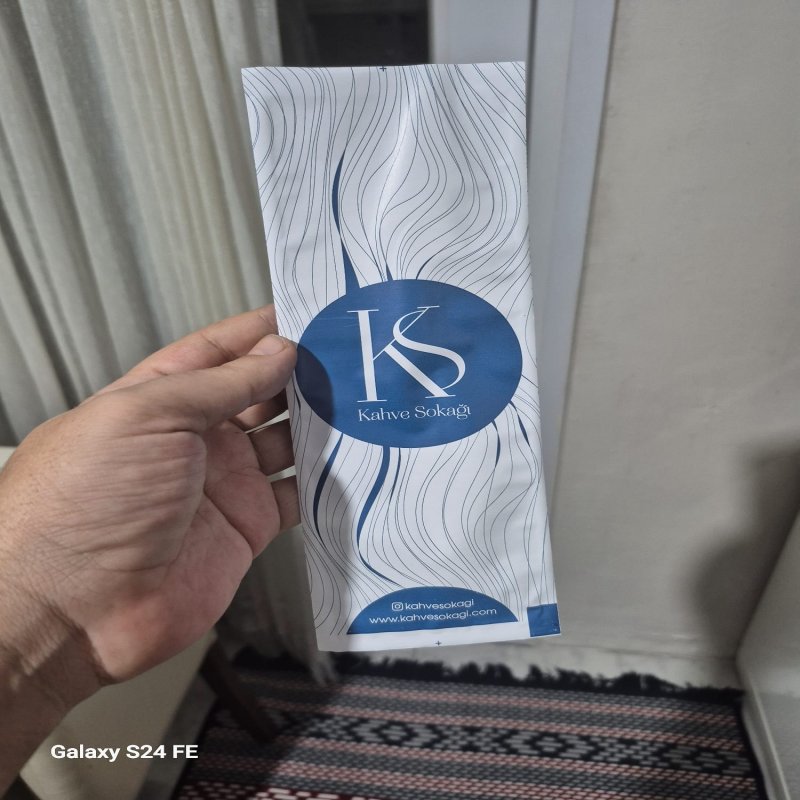 KS
Kahve Sokağı
kahvesokagi
www.kahvesokagi.com
Galaxy S24 FE